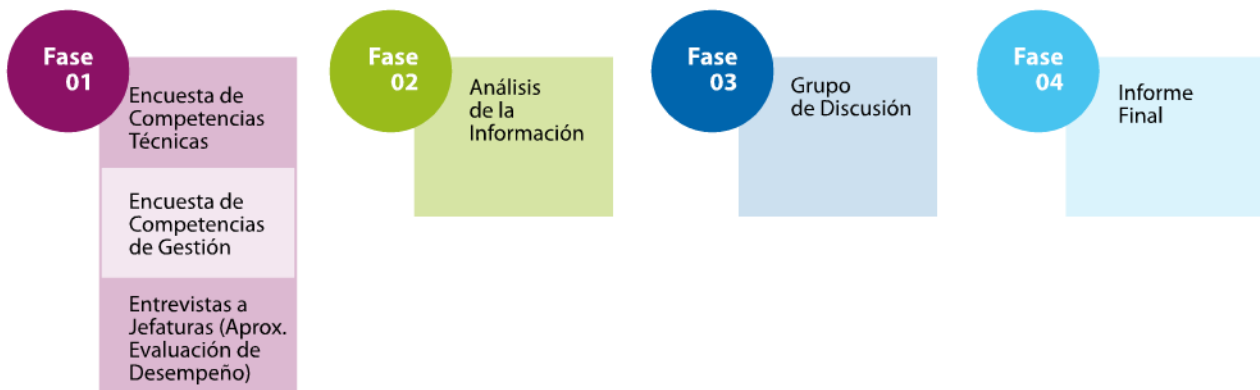 Fase
01
Encuesta de
Competencias
Técnicas
Encuesta de
Competencias
de Gestión
Entrevistas a
Jefaturas (Aprox.
Evaluación de
Desempeño)
Fase
02
Análisis
de la
Información
Fase
03
Grupo
de Discusión
Fase
04
Informe
Final